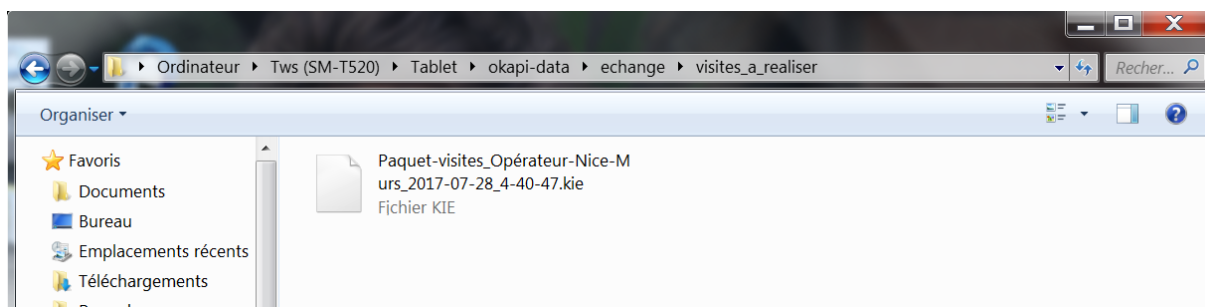 Ordinateur Tws (SM-T520) Tablet okapi-data echange visites_a_realiser
Recher...
Organiser
Favoris
Documents
Bureau
Emplacements récents
Téléchargements
Paquet-visites_Opérateur-Nice-M
urs_2017-07-28_4-40-47.kie
Fichier KIE